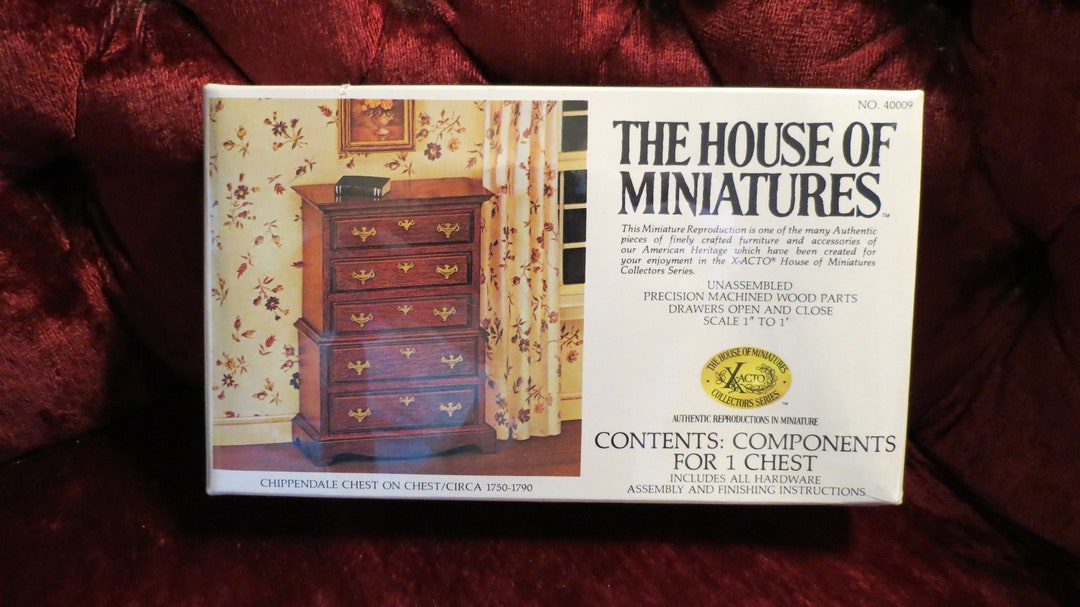 NO. 40009
THE HOUSE OF
MINIATURES™
This Miniature Reproduction is one of the many Authentic
pieces of finely crafted furniture and accessories of
our American Heritage which have been created for
your enjoyment in the X-ACTO® House of Miniatures
Collectors Series.
UNASSEMBLED
PRECISION MACHINED WOOD PARTS
DRAWERS OPEN AND CLOSE
SCALE 1" TO 1'
THE HOUSE OF MINIATURES
X-ACTO
COLLECTORS SERIES ™
AUTHENTIC REPRODUCTIONS IN MINIATURE
CONTENTS: COMPONENTS
FOR 1 CHEST
INCLUDES ALL HARDWARE
ASSEMBLY AND FINISHING INSTRUCTIONS
CHIPPENDALE CHEST ON CHEST/CIRCA 1750-1790